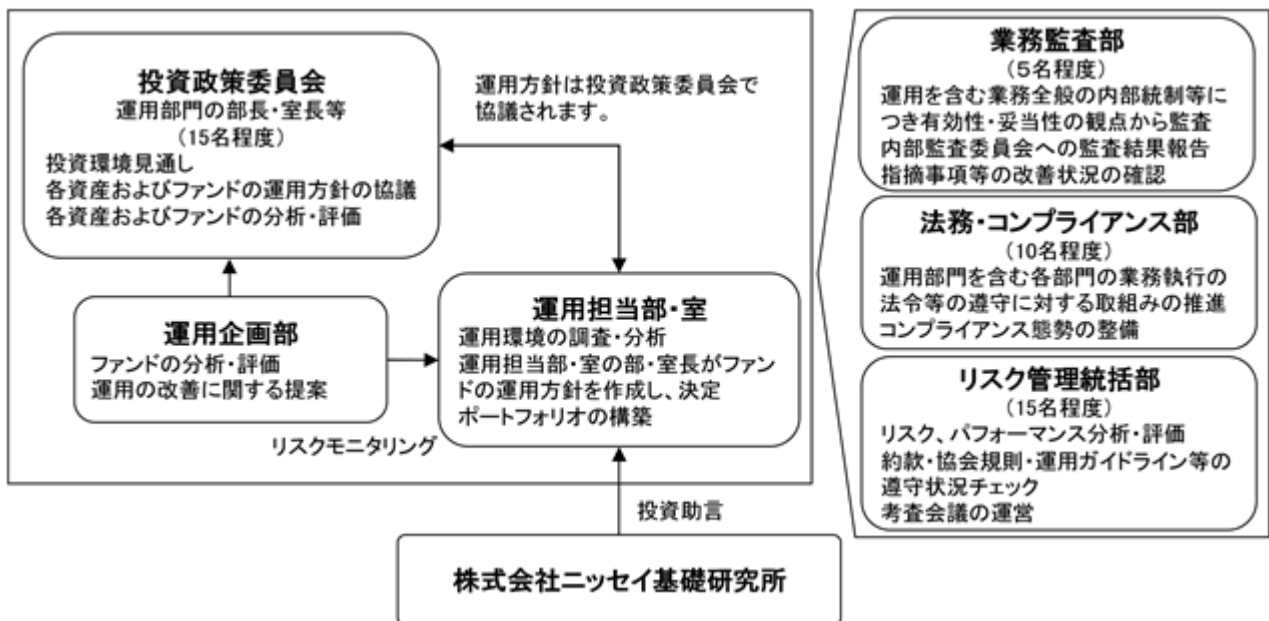 投資政策委員会
運用部門の部長・室長等
(15名程度)
投資環境見通し
各資産およびファンドの運用方針の協議
各資産およびファンドの分析・評価
運用方針は投資政策委員会で
協議されます。
運用企画部
ファンドの分析・評価
運用の改善に関する提案
リスクモニタリング
運用担当部・室
運用環境の調査・分析
運用担当部・室の部・室長がファン
ドの運用方針を作成し、決定
ポートフォリオの構築
投資助言
株式会社ニッセイ基礎研究所
業務監査部
(5名程度)
運用を含む業務全般の内部統制等に
つき有効性・妥当性の観点から監査
内部監査委員会への監査結果報告
指摘事項等の改善状況の確認
法務・コンプライアンス部
(10名程度)
運用部門を含む各部門の業務執行の
法令等の遵守に対する取組みの推進
コンプライアンス態勢の整備
リスク管理統括部
(15名程度)
リスク、パフォーマンス分析・評価
約款・協会規則・運用ガイドライン等の
遵守状況チェック
考査会議の運営